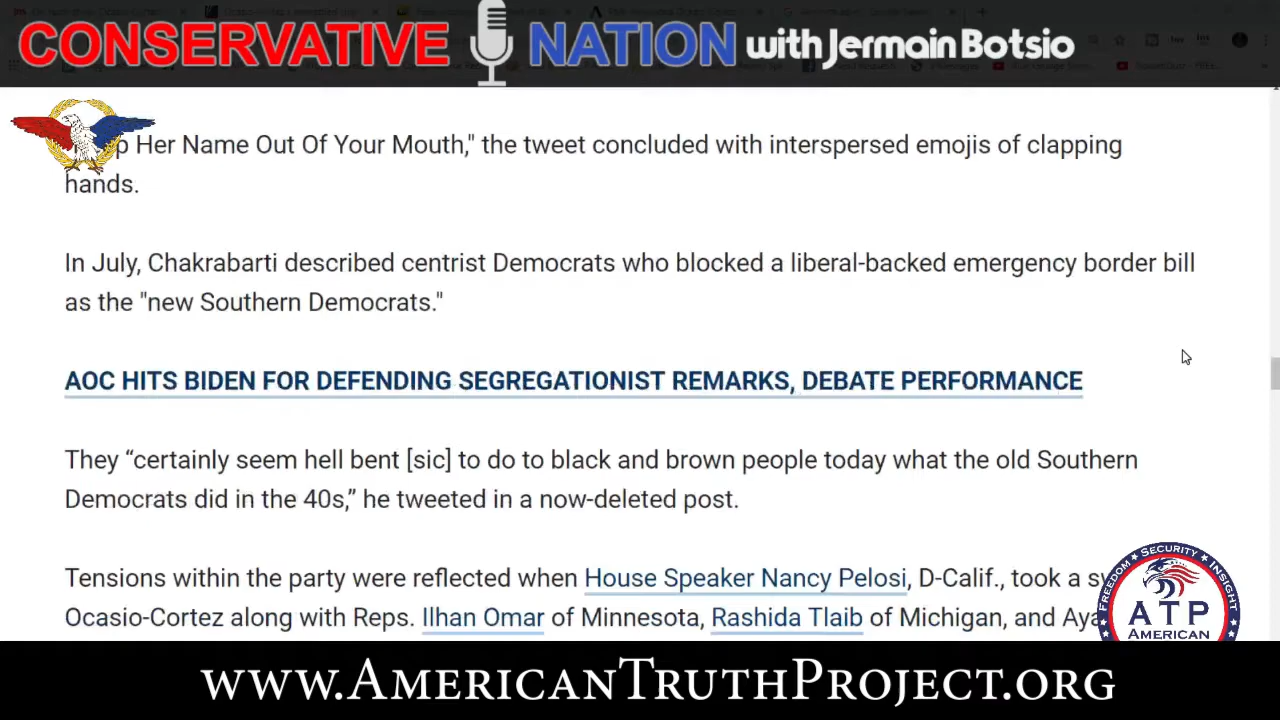 CONSERVATIVE NATION with Jermain Botsio
p Her Name Out Of Your Mouth," the tweet concluded with interspersed emojis of clapping
hands.
In July, Chakrabarti described centrist Democrats who blocked a liberal-backed emergency border bill
as the "new Southern Democrats."
AOC HITS BIDEN FOR DEFENDING SEGREGATIONIST REMARKS, DEBATE PERFORMANCE
They “certainly seem hell bent [sic] to do to black and brown people today what the old Southern
Democrats did in the 40s,” he tweeted in a now-deleted post.
Tensions within the party were reflected when House Speaker Nancy Pelosi, D-Calif., took a
Ocasio-Cortez along with Reps. Ilhan Omar of Minnesota, Rashida Tlaib of Michigan, and
FREEDOM SECURITY INSIGHT
ATP
AMERICAN
www.AmericanTruthProject.org